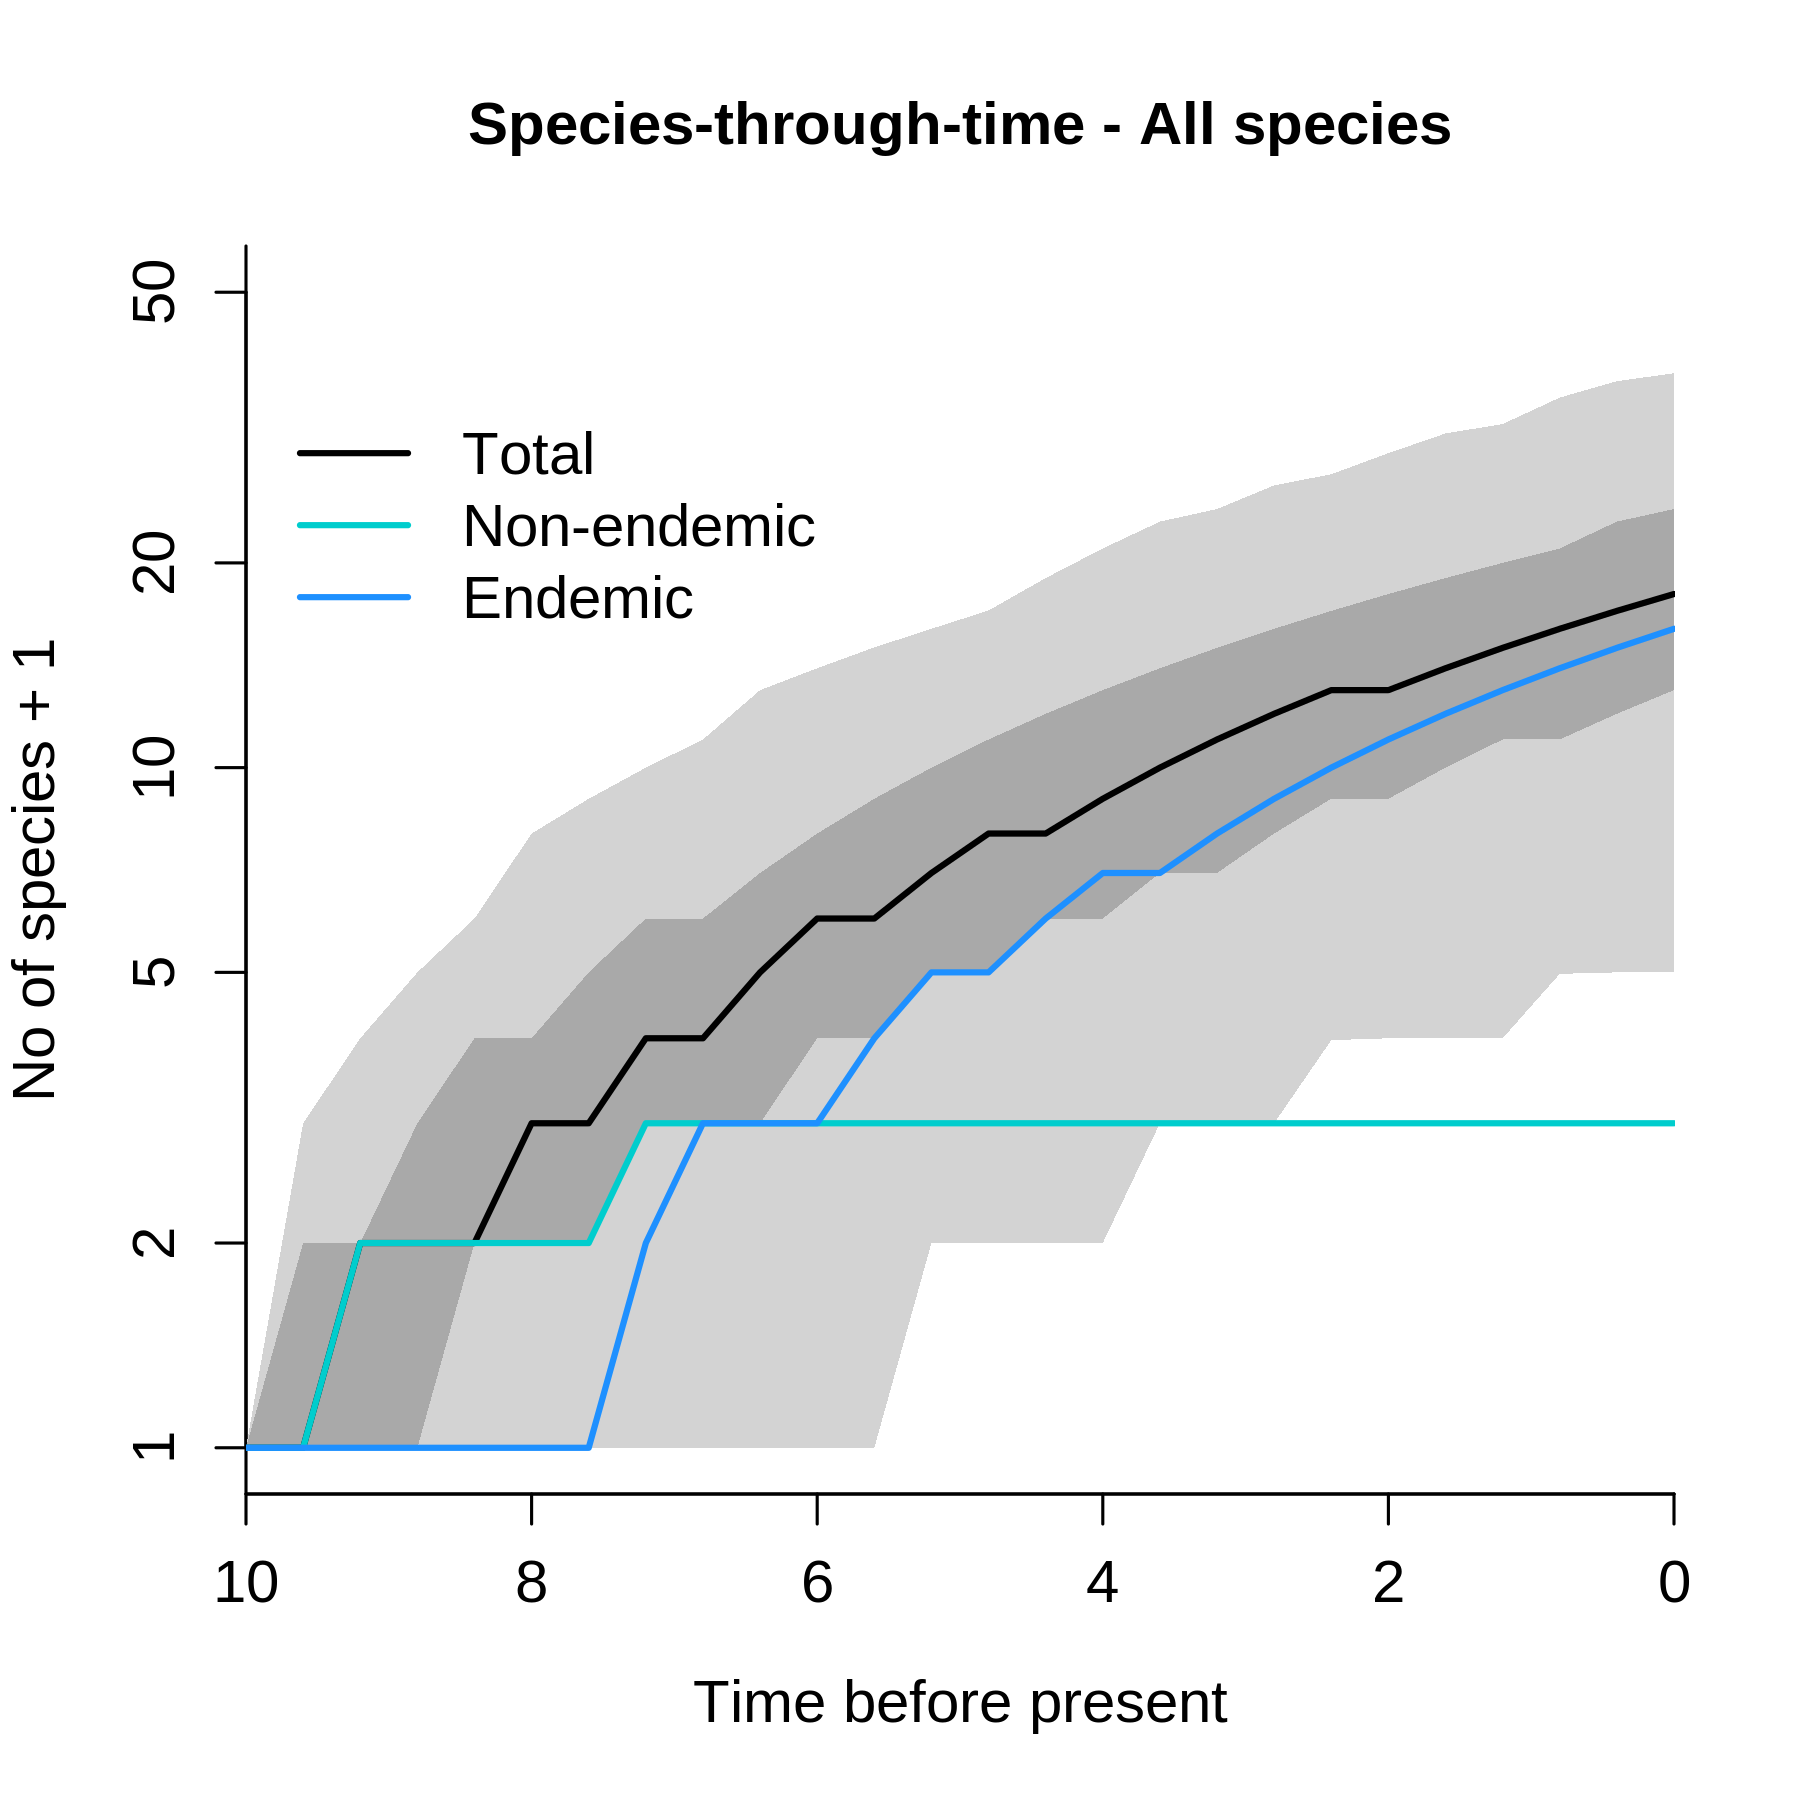 Species-through-time - All species
50
20
10
5
2
1
No of species + 1
Total
Non-endemic
Endemic
10 8 6 4 2 0
Time before present